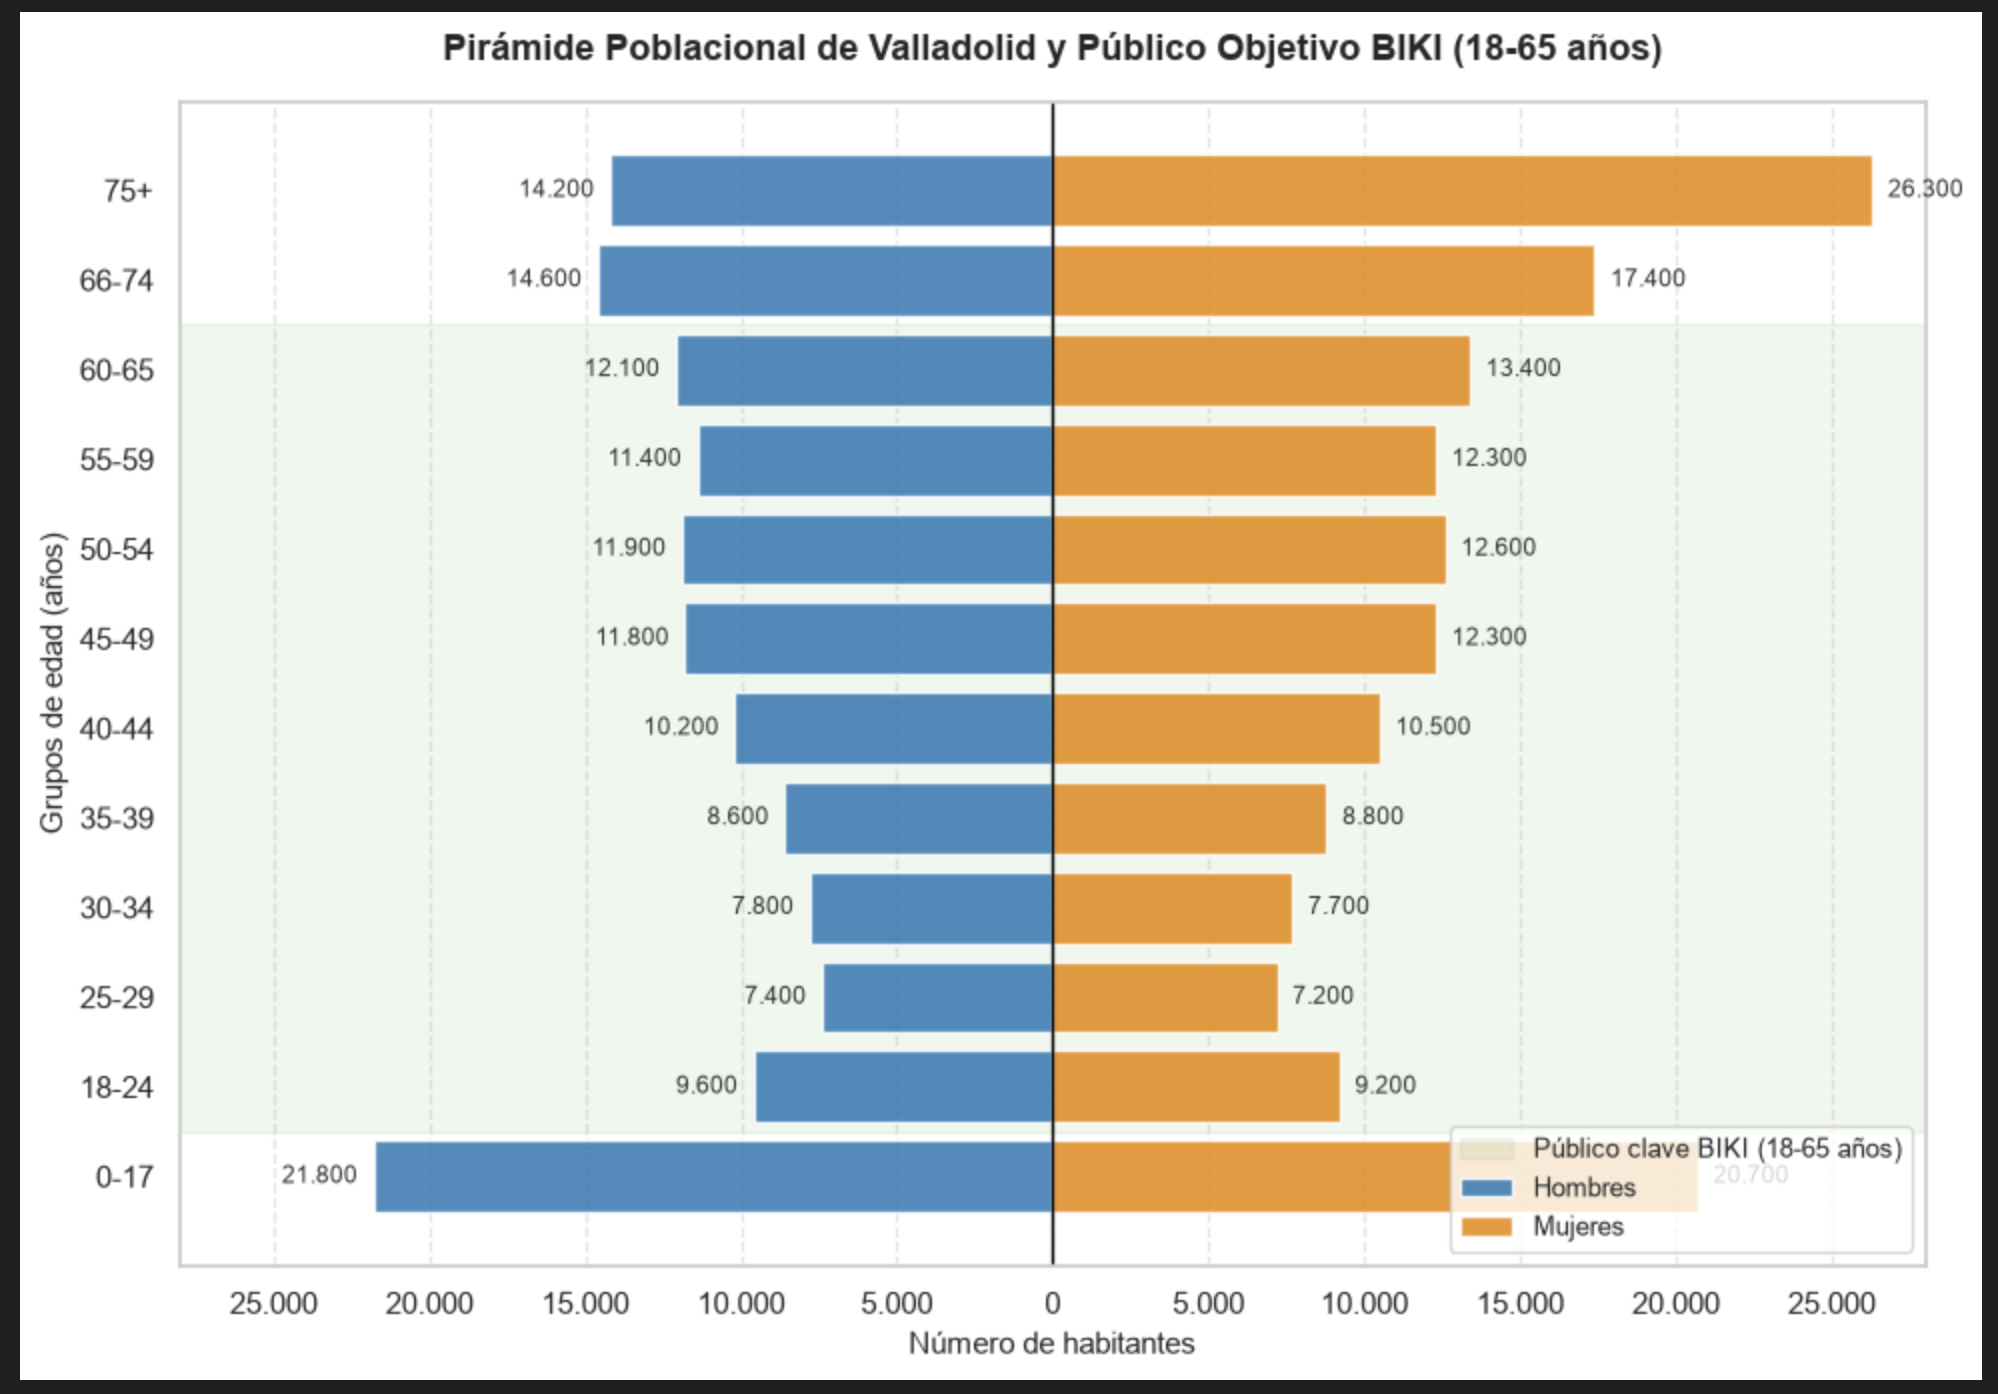 Pirámide Poblacional de Valladolid y Público Objetivo BIKI (18-65 años)
Grupos de edad (años)
75+ 14.200 26.300
66-74 14.600 17.400
60-65 12.100 13.400
55-59 11.400 12.300
50-54 11.900 12.600
45-49 11.800 12.300
40-44 10.200 10.500
35-39 8.600 8.800
30-34 7.800 7.700
25-29 7.400 7.200
18-24 9.600 9.200
0-17 21.800 20.700
Público clave BIKI (18-65 años)
Hombres
Mujeres
25.000 20.000 15.000 10.000 5.000 0 5.000 10.000 15.000 20.000 25.000
Número de habitantes